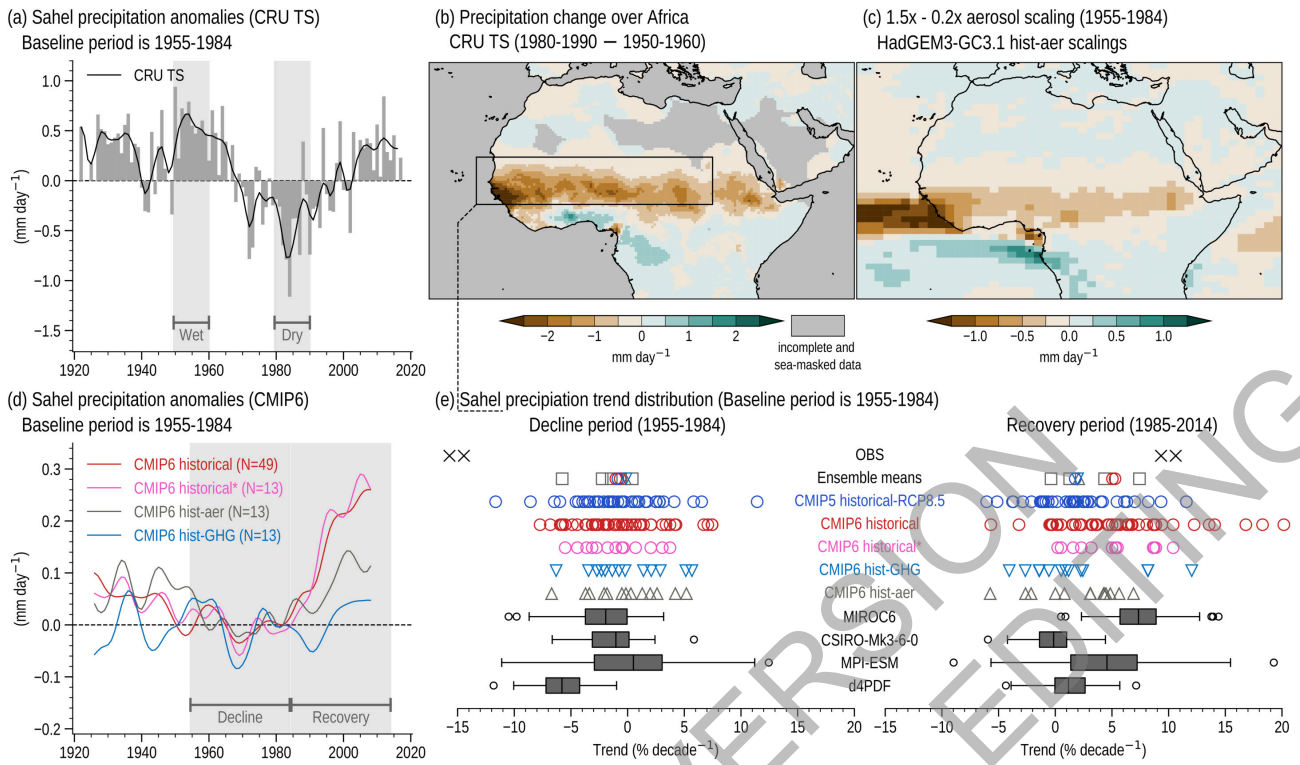 (a) Sahel precipitation anomalies (CRU TS)
Baseline period is 1955-1984
CRU TS
1.0
0.5
0.0
−0.5
−1.0
−1.5
(mm day−1)
Wet
Dry
1920 1940 1960 1980 2000 2020
(b) Precipitation change over Africa
CRU TS (1980-1990 − 1950-1960)
−2 −1 0 1 2
mm day−1
incomplete and
sea-masked data
(c) 1.5x - 0.2x aerosol scaling (1955-1984)
HadGEM3-GC3.1 hist-aer scalings
−1.0 −0.5 0.0 0.5 1.0
mm day−1
(d) Sahel precipitation anomalies (CMIP6)
Baseline period is 1955-1984
CMIP6 historical (N=49)
CMIP6 historical* (N=13)
CMIP6 hist-aer (N=13)
CMIP6 hist-GHG (N=13)
0.3
0.2
0.1
0.0
−0.1
−0.2
(mm day−1)
Decline
Recovery
1920 1940 1960 1980 2000 2020
(e) Sahel precipiation trend distribution (Baseline period is 1955-1984)
Decline period (1955-1984)
Recovery period (1985-2014)
OBS
Ensemble means
CMIP5 historical-RCP8.5
CMIP6 historical
CMIP6 historical*
CMIP6 hist-GHG
CMIP6 hist-aer
MIROC6
CSIRO-Mk3-6-0
MPI-ESM
d4PDF
−15 −10 −5 0 5 10 15 20
Trend (% decade−1)
−10 −5 0 5 10 15 20
Trend (% decade−1)
VERSION
EDITING